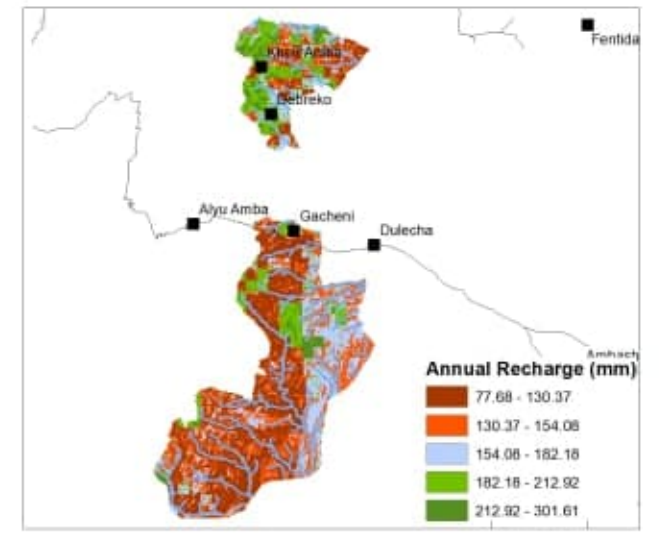 Fentida
Debreko
Alyu Amba
Gacheni
Dulecha
Annual Recharge (mm)
77.68 - 130.37
130.37 - 154.08
154.08 - 182.18
182.18 - 212.92
212.92 - 301.61